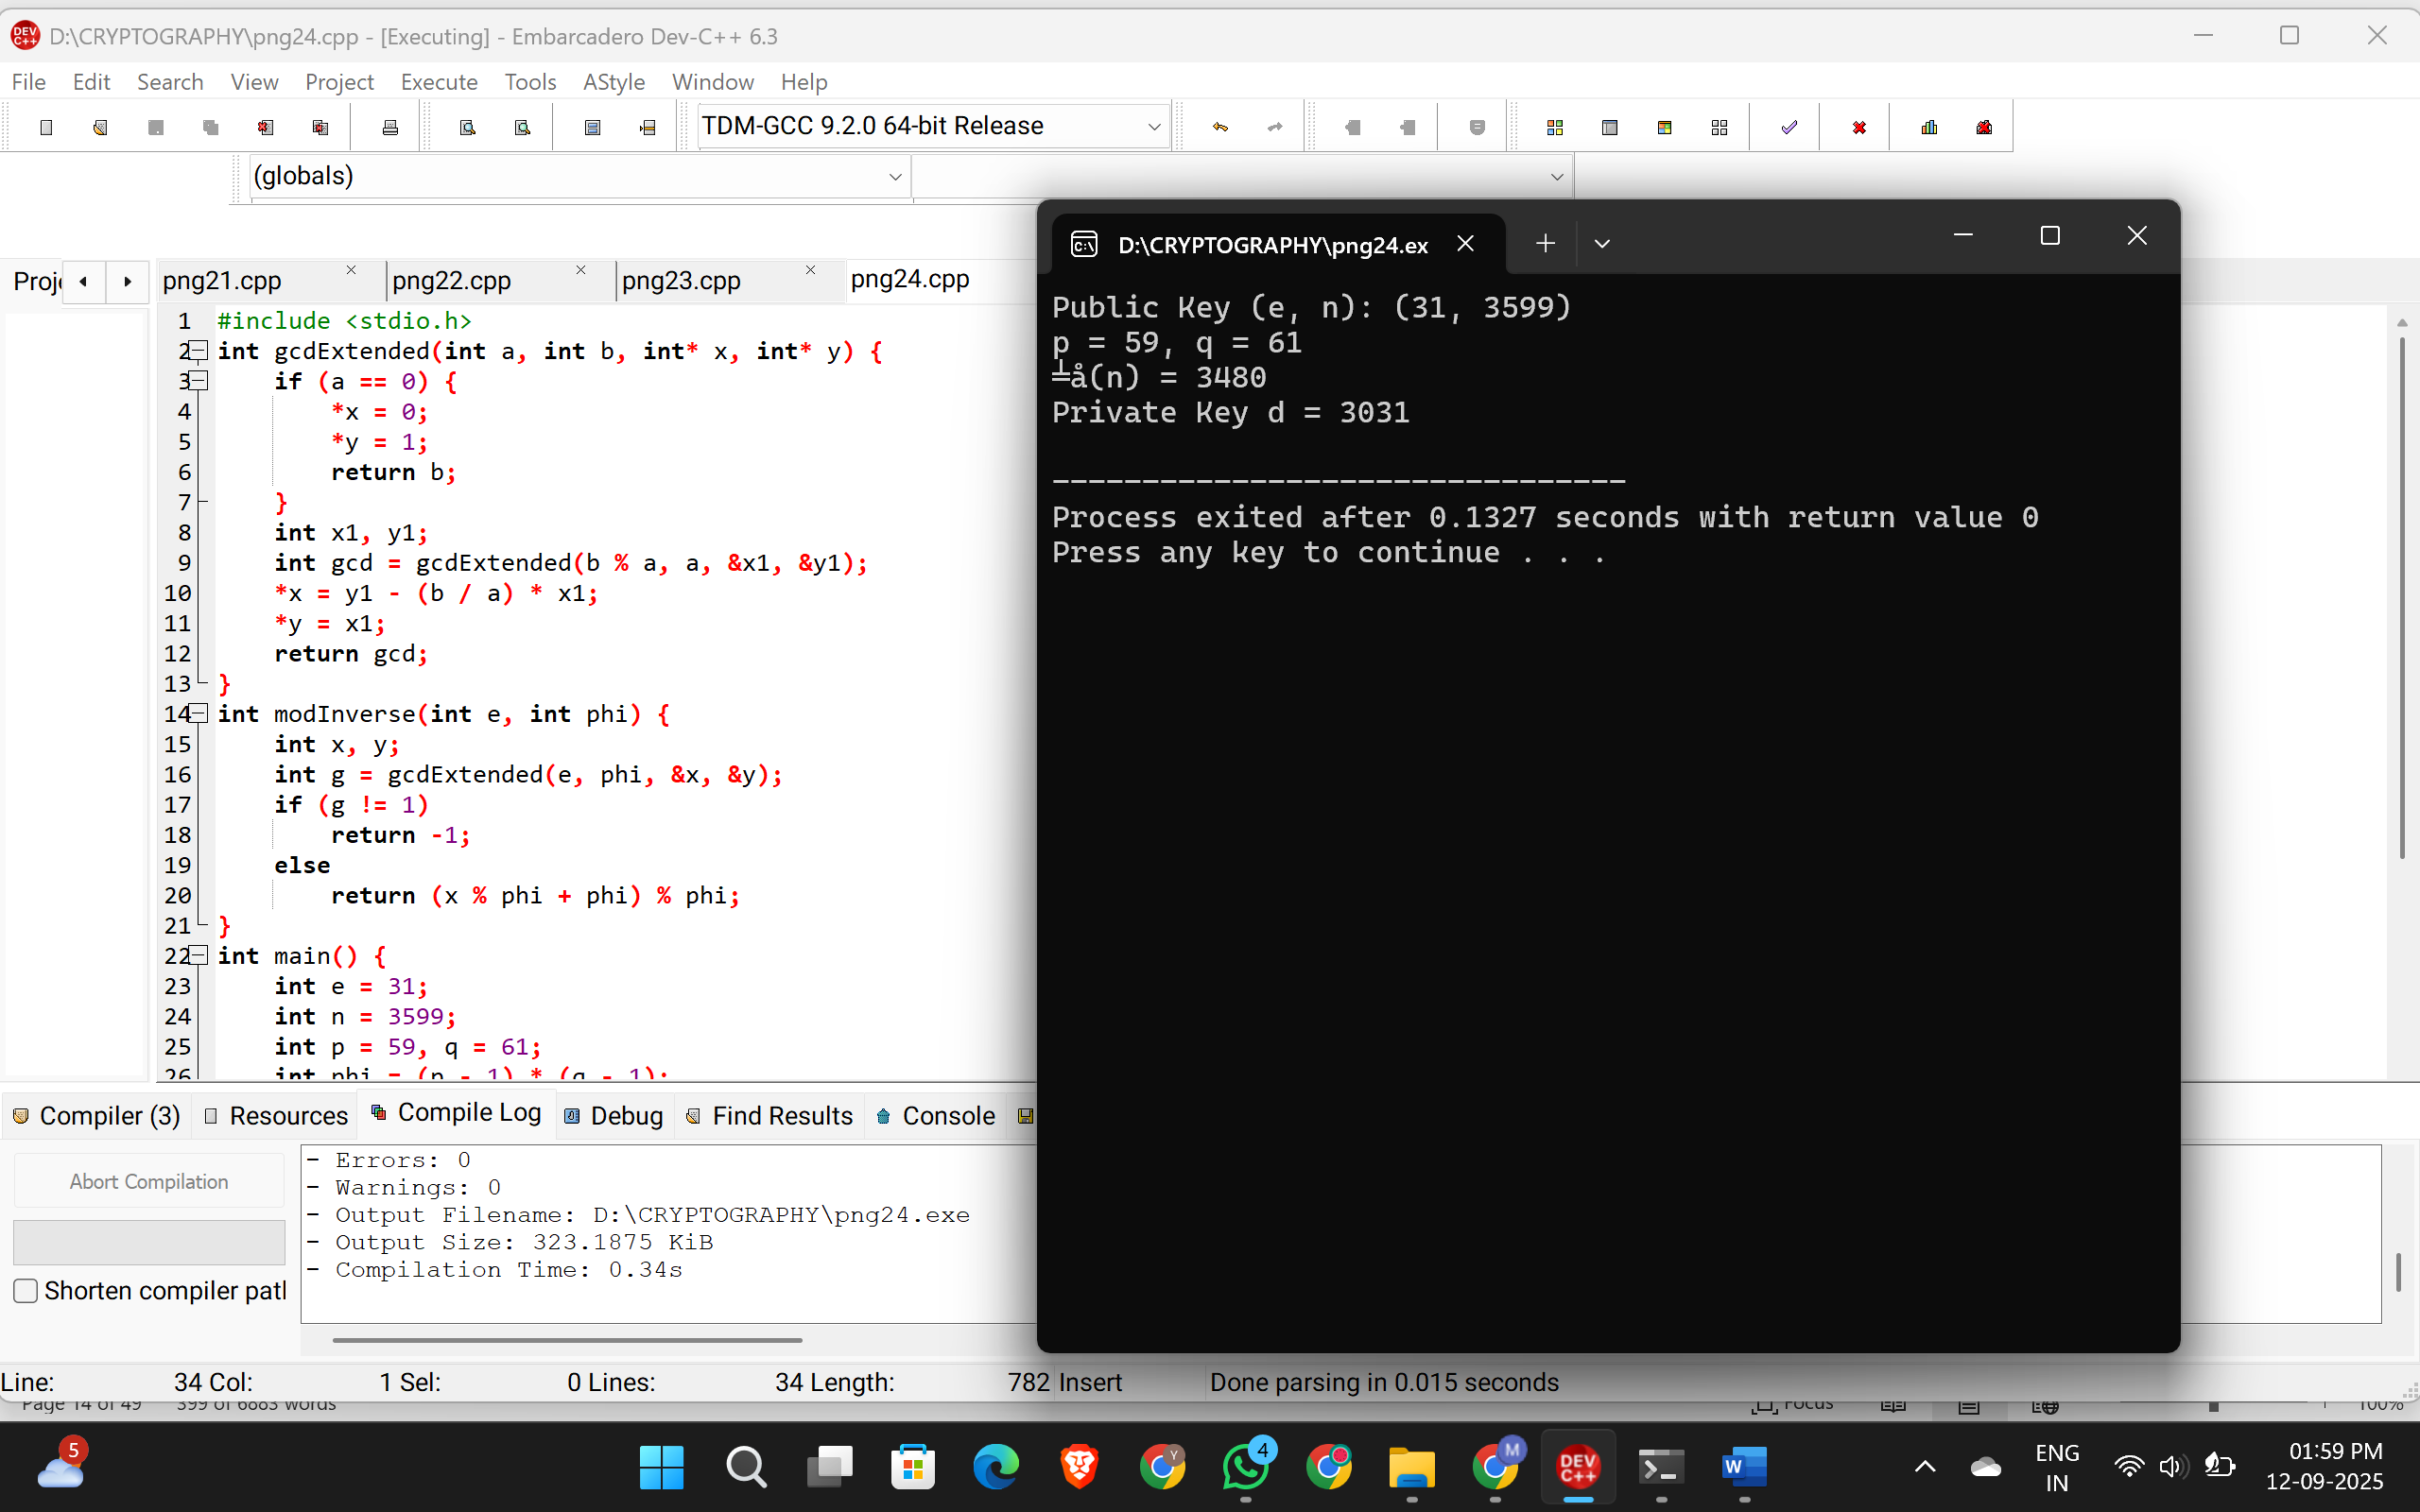 D:\CRYPTOGRAPHY\png24.cpp - [Executing] - Embarcadero Dev-C++ 6.3
File Edit Search View Project Execute Tools AStyle Window Help
TDM-GCC 9.2.0 64-bit Release
(globals)
Proje png21.cpp png22.cpp png23.cpp png24.cpp
1 #include <stdio.h>
2 int gcdExtended(int a, int b, int* x, int* y) {
3 if (a == 0) {
4 *x = 0;
5 *y = 1;
6 return b;
7 }
8 int x1, y1;
9 int gcd = gcdExtended(b % a, a, &x1, &y1);
10 *x = y1 - (b / a) * x1;
11 *y = x1;
12 return gcd;
13 }
14 int modInverse(int e, int phi) {
15 int x, y;
16 int g = gcdExtended(e, phi, &x, &y);
17 if (g != 1)
18 return -1;
19 else
20 return (x % phi + phi) % phi;
21 }
22 int main() {
23 int e = 31;
24 int n = 3599;
25 int p = 59, q = 61;
26 int phi = (p - 1) * (q - 1);
D:\CRYPTOGRAPHY\png24.ex
Public Key (e, n): (31, 3599)
p = 59, q = 61
╧å(n) = 3480
Private Key d = 3031
--------------------------------
Process exited after 0.1327 seconds with return value 0
Press any key to continue . . .
Compiler (3) Resources Compile Log Debug Find Results Console
Abort Compilation
Shorten compiler path
- Errors: 0
- Warnings: 0
- Output Filename: D:\CRYPTOGRAPHY\png24.exe
- Output Size: 323.1875 KiB
- Compilation Time: 0.34s
Line: 34 Col: 1 Sel: 0 Lines: 34 Length: 782 Insert Done parsing in 0.015 seconds
Page 14 of 49 399 of 6883 words Focus 100%
5
Y
4
M
DEV C++
W
ENG
IN
01:59 PM
12-09-2025